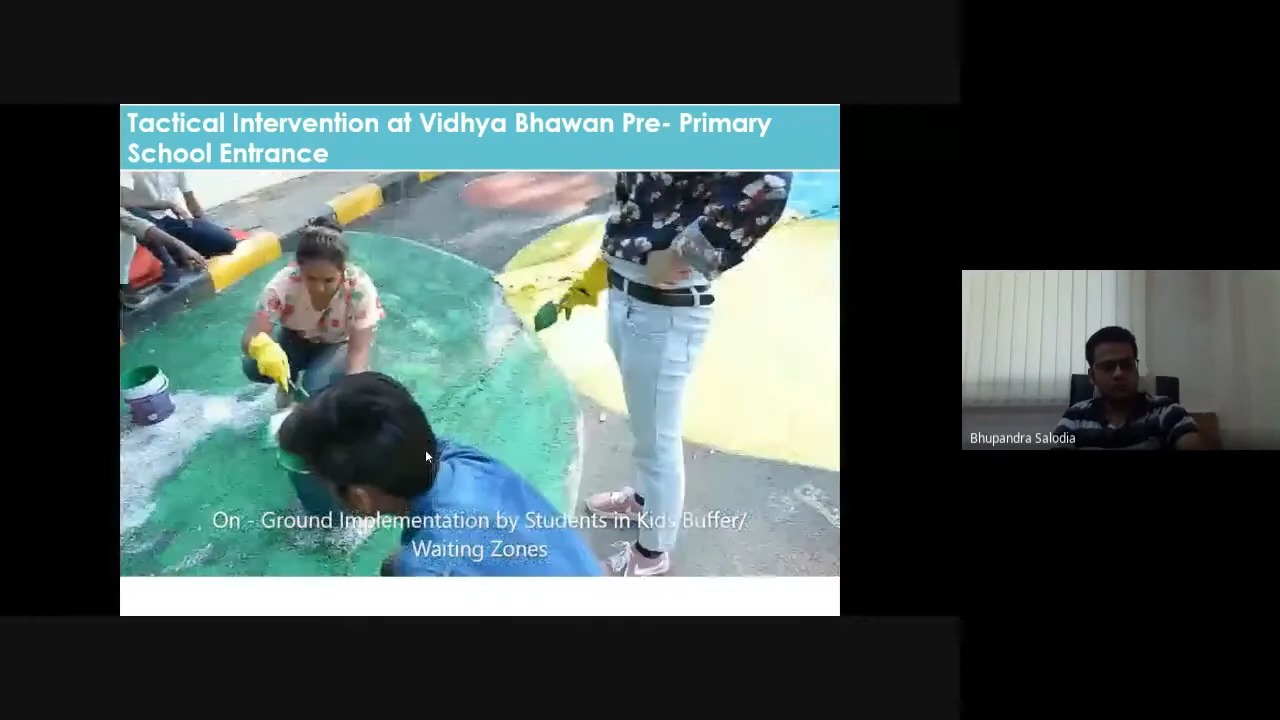 Tactical Intervention at Vidhya Bhawan Pre- Primary
School Entrance
On - Ground Implementation by Students in Kids Buffer/
Waiting Zones
Bhupandra Salodia